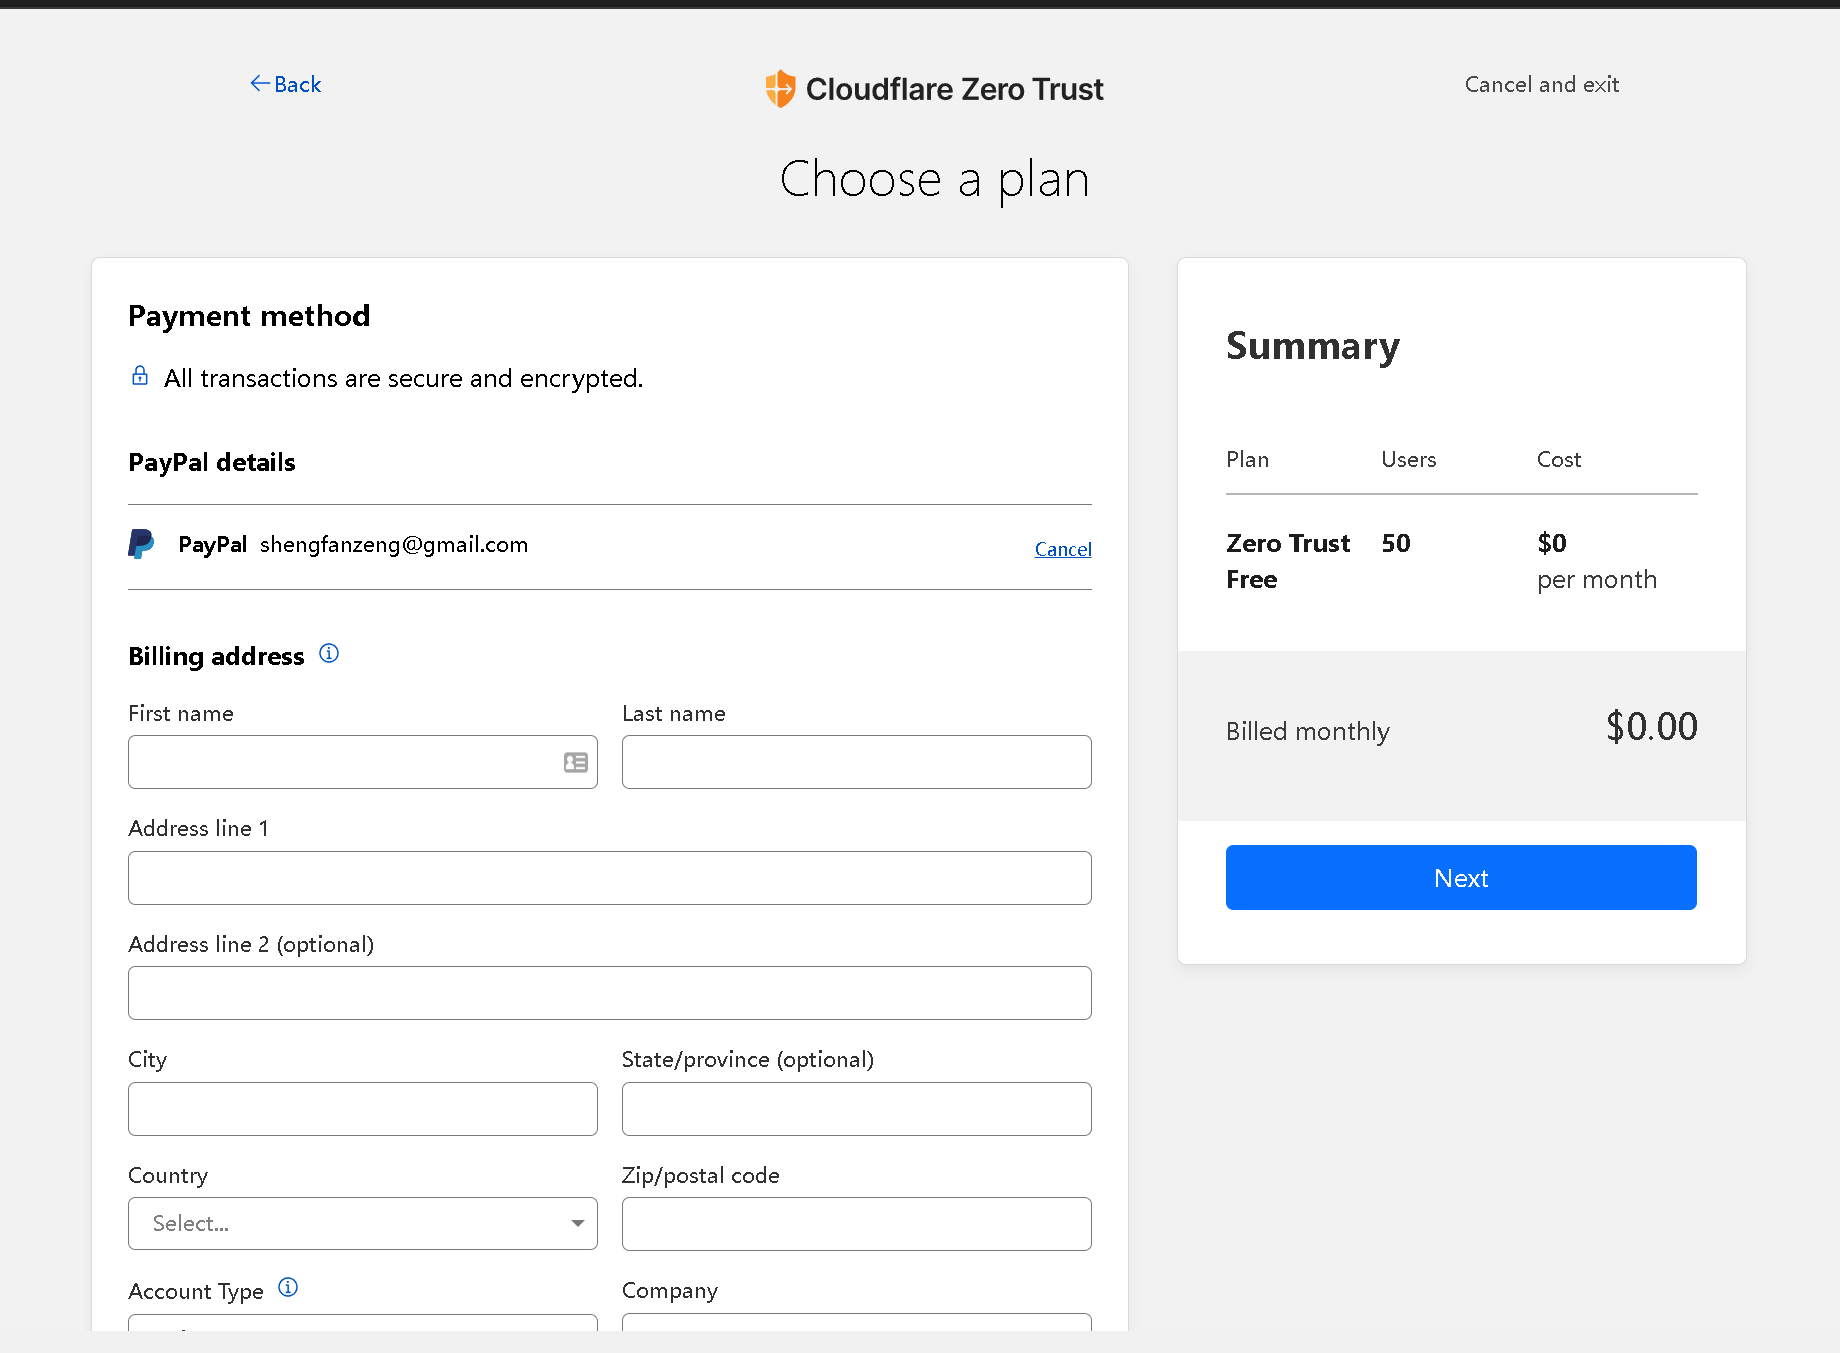 Back
Cloudflare Zero Trust
Cancel and exit
Choose a plan
Payment method
All transactions are secure and encrypted.
PayPal details
PayPal shengfanzeng@gmail.com
Cancel
Billing address
First name
Last name
Address line 1
Address line 2 (optional)
City
State/province (optional)
Country
Zip/postal code
Select...
Account Type
Company
Summary
Plan Users Cost
Zero Trust Free 50 $0 per month
Billed monthly $0.00
Next